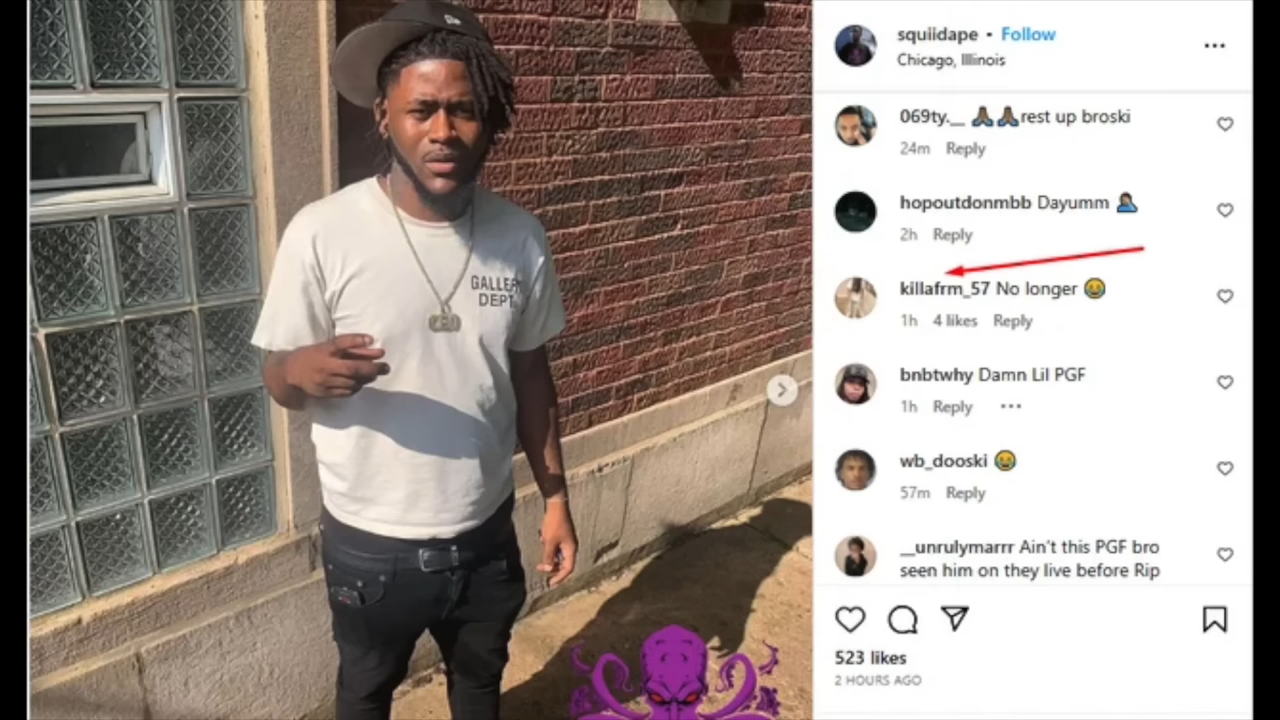 squiidape • Follow
Chicago, Illinois
069ty.__ 🙏🏾🙏🏾rest up broski
24m Reply
hopoutdonmbb Dayumm 🤦🏽‍♂️
2h Reply
killafrm_57 No longer 😂
1h 4 likes Reply
bnbtwhy Damn Lil PGF
1h Reply
wb_dooski 😂
57m Reply
__unrulymarrr Ain't this PGF bro
seen him on they live before Rip
523 likes
2 HOURS AGO
GALLERY
DEPT.